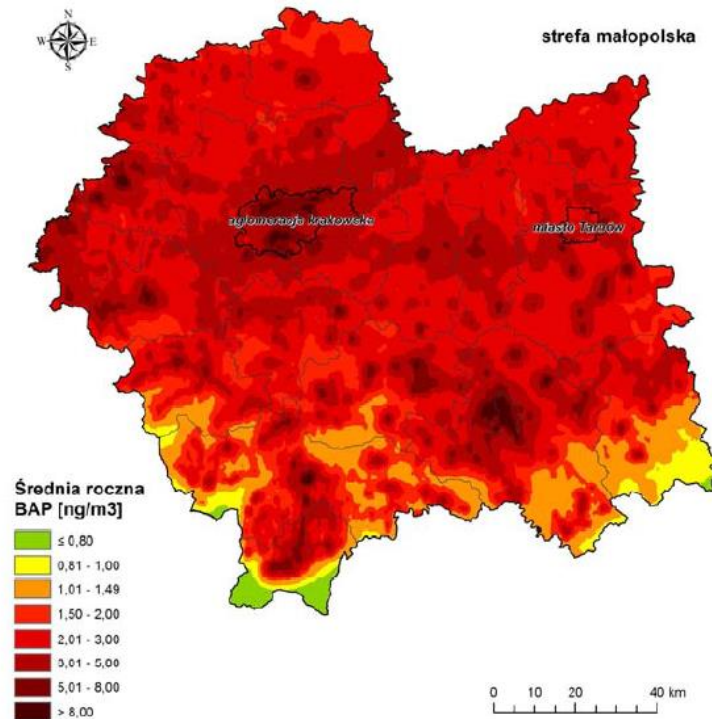 N
W E
S
strefa małopolska
aglomeracja krakowska
miasto Tarnów
Średnia roczna
BAP [ng/m3]
≤ 0,80
0,81 - 1,00
1,01 - 1,49
1,50 - 2,00
2,01 - 3,00
3,01 - 5,00
5,01 - 8,00
> 8,00
0 10 20 40 km